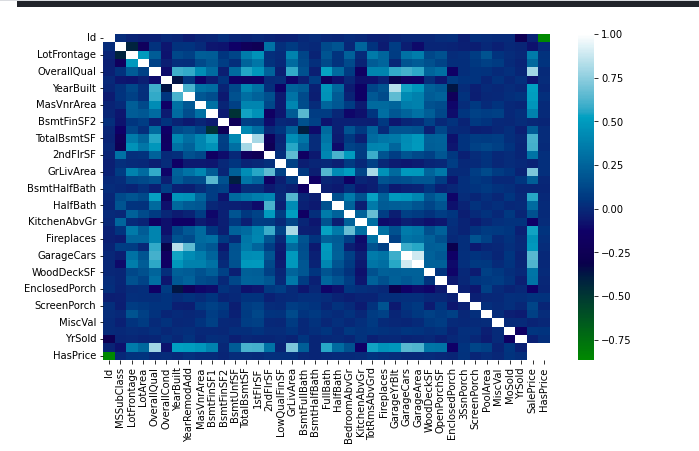 Id
LotFrontage
OverallQual
YearBuilt
MasVnrArea
BsmtFinSF2
TotalBsmtSF
2ndFlrSF
GrLivArea
BsmtHalfBath
HalfBath
KitchenAbvGr
Fireplaces
GarageCars
WoodDeckSF
EnclosedPorch
ScreenPorch
MiscVal
YrSold
HasPrice
Id
MSSubClass
LotFrontage
LotArea
OverallQual
OverallCond
YearBuilt
YearRemodAdd
MasVnrArea
BsmtFinSF1
BsmtFinSF2
BsmtUnfSF
TotalBsmtSF
1stFlrSF
2ndFlrSF
LowQualFinSF
GrLivArea
BsmtFullBath
BsmtHalfBath
FullBath
HalfBath
BedroomAbvGr
KitchenAbvGr
TotRmsAbvGrd
Fireplaces
GarageYrBlt
GarageCars
GarageArea
WoodDeckSF
OpenPorchSF
EnclosedPorch
3SsnPorch
ScreenPorch
PoolArea
MiscVal
MoSold
YrSold
SalePrice
HasPrice
1.00
0.75
0.50
0.25
0.00
−0.25
−0.50
−0.75